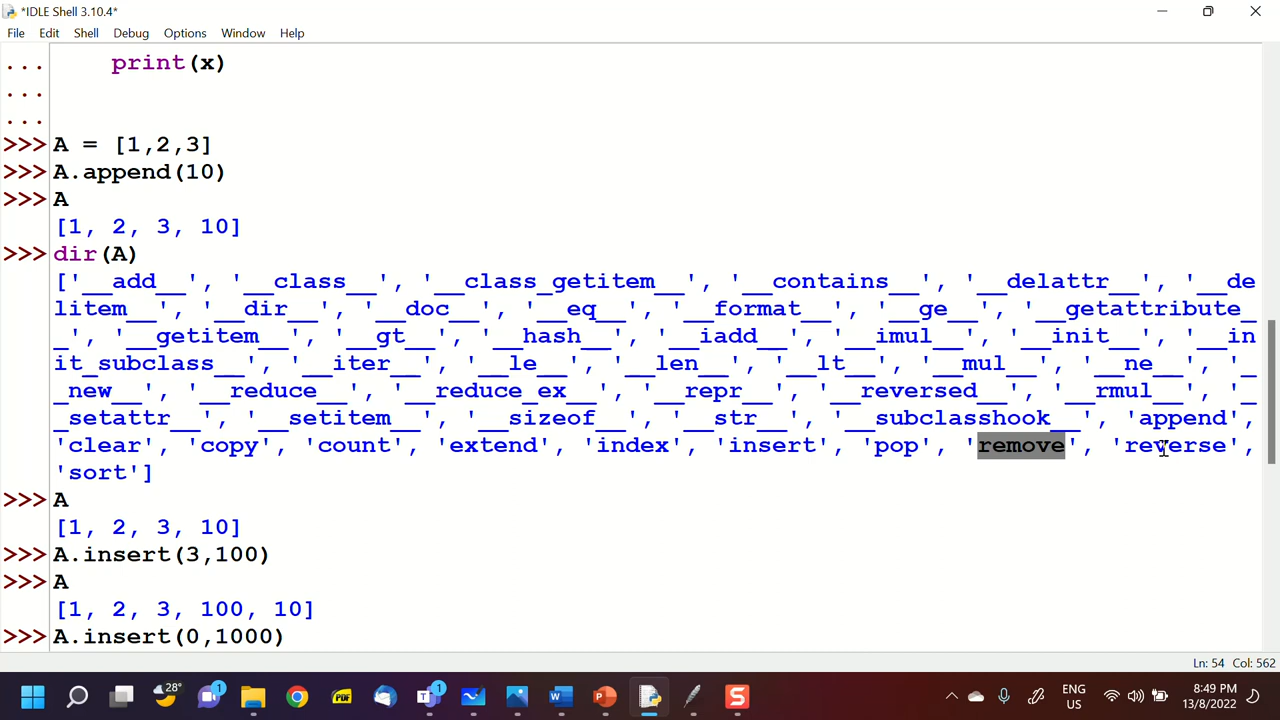 *IDLE Shell 3.10.4*
File Edit Shell Debug Options Window Help
... print(x)
...
...
>>> A = [1,2,3]
>>> A.append(10)
>>> A
[1, 2, 3, 10]
>>> dir(A)
['__add__', '__class__', '__class_getitem__', '__contains__', '__delattr__', '__de
litem__', '__dir__', '__doc__', '__eq__', '__format__', '__ge__', '__getattribute_
_', '__getitem__', '__gt__', '__hash__', '__iadd__', '__imul__', '__init__', '__in
it_subclass__', '__iter__', '__le__', '__len__', '__lt__', '__mul__', '__ne__', '_
_new__', '__reduce__', '__reduce_ex__', '__repr__', '__reversed__', '__rmul__', '_
_setattr__', '__setitem__', '__sizeof__', '__str__', '__subclasshook__', 'append',
'clear', 'copy', 'count', 'extend', 'index', 'insert', 'pop', 'remove', 'reverse',
'sort']
>>> A
[1, 2, 3, 10]
>>> A.insert(3,100)
>>> A
[1, 2, 3, 100, 10]
>>> A.insert(0,1000)
Ln: 54 Col: 562
28° 1 PDF 1 W P S ENG 8:49 PM
US 13/8/2022